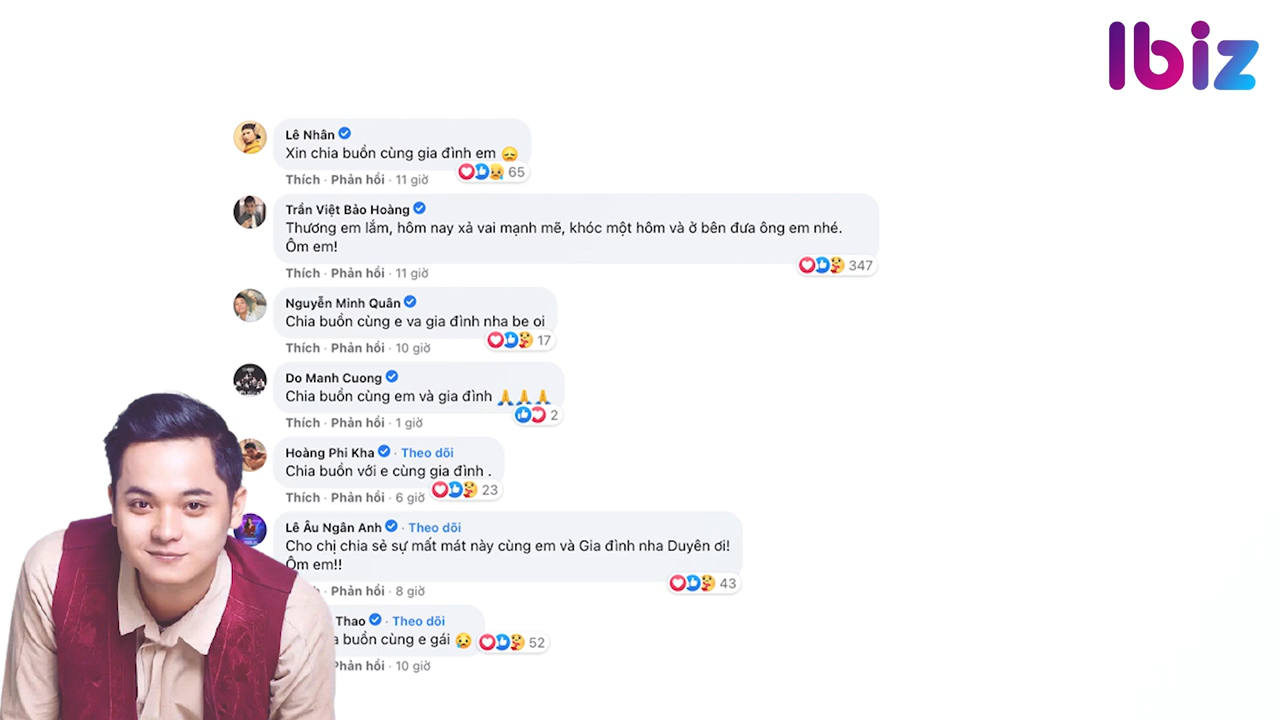 Ibiz
Lê Nhân
Xin chia buồn cùng gia đình em 😞
65
Thích · Phản hồi · 11 giờ
Trần Việt Bảo Hoàng
Thương em lắm, hôm nay xả vai mạnh mẽ, khóc một hôm và ở bên đưa ông em nhé.
Ôm em!
347
Thích · Phản hồi · 11 giờ
Nguyễn Minh Quân
Chia buồn cùng e va gia đình nha be oi
17
Thích · Phản hồi · 10 giờ
Do Manh Cuong
Chia buồn cùng em và gia đình 🙏🙏🙏
2
Thích · Phản hồi · 1 giờ
Hoàng Phi Kha · Theo dõi
Chia buồn với e cùng gia đình .
23
Thích · Phản hồi · 6 giờ
Lê Âu Ngân Anh · Theo dõi
Cho chị chia sẻ sự mất mát này cùng em và Gia đình nha Duyên ơi!
Ôm em!!
43
Phản hồi · 8 giờ
Thao · Theo dõi
buồn cùng e gái 😥
52
Phản hồi · 10 giờ